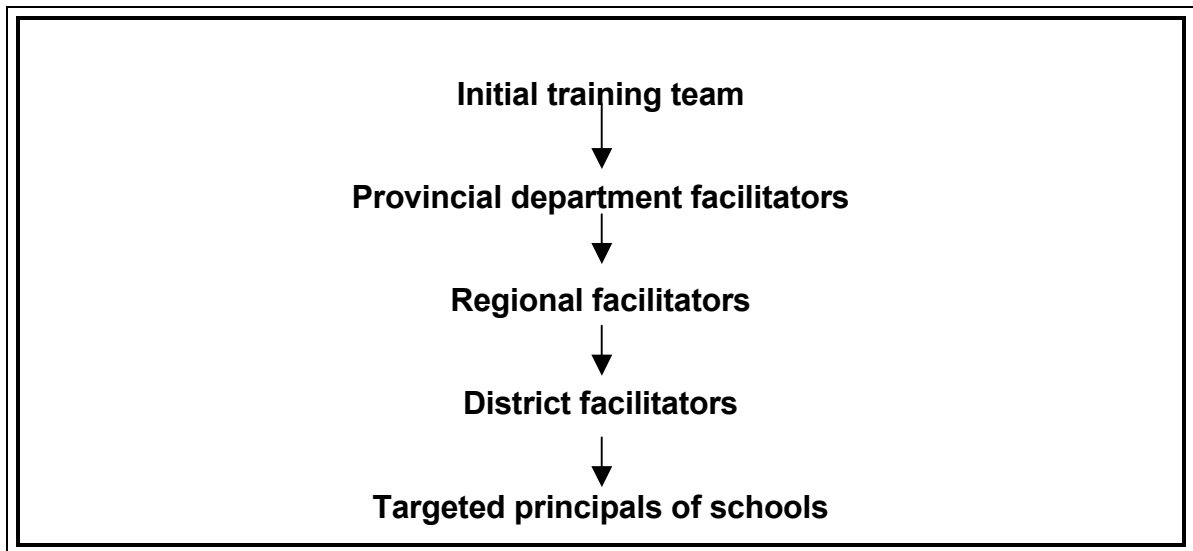 Initial training team
Provincial department facilitators
Regional facilitators
District facilitators
Targeted principals of schools